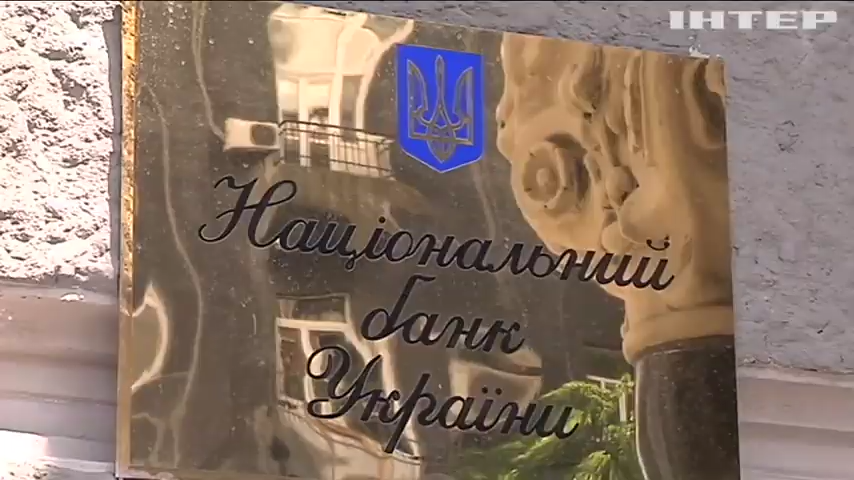 ІНТЕР
Національний
банк
України